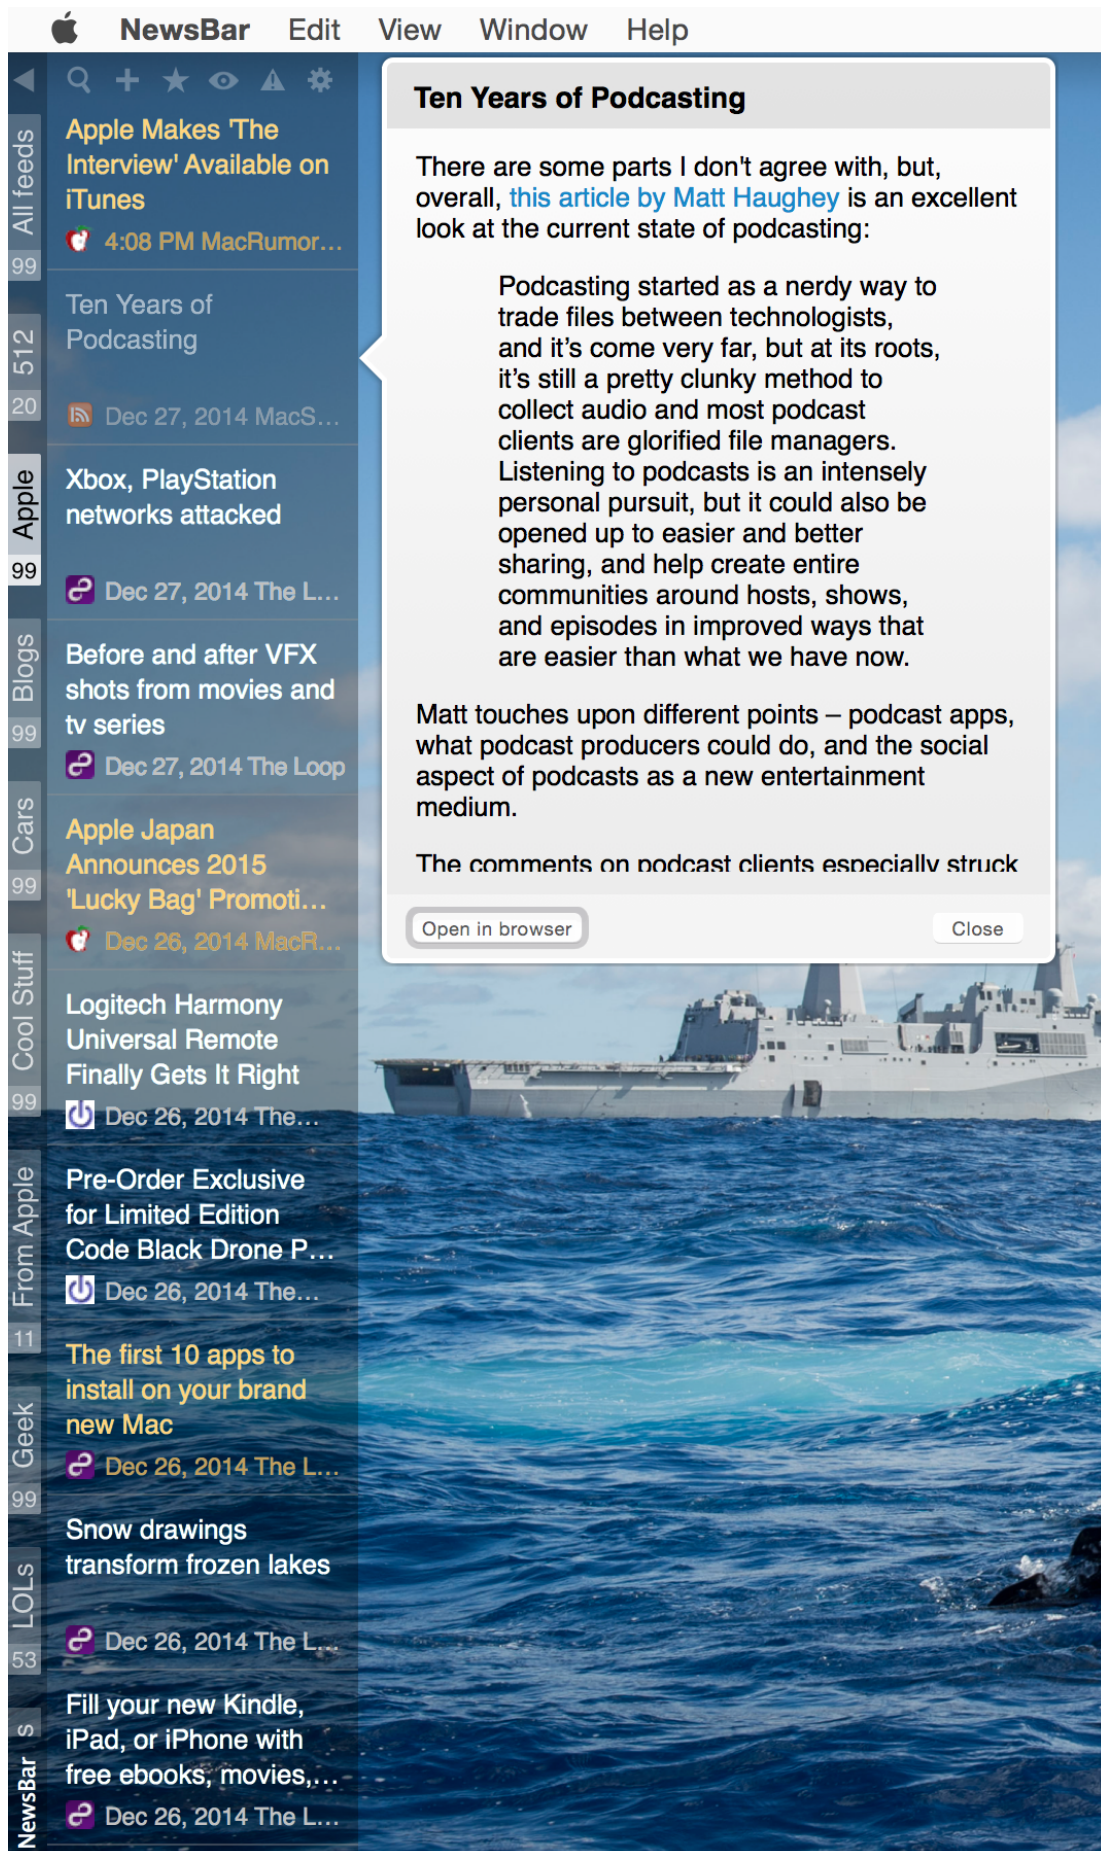 NewsBar Edit View Window Help
All feeds
99
512
20
Apple
99
Blogs
99
Cars
99
Cool Stuff
99
From Apple
11
Geek
99
LOLs
53
s
NewsBar
Apple Makes 'The
Interview' Available on
iTunes
4:08 PM MacRumor…
Ten Years of
Podcasting
Dec 27, 2014 MacS…
Xbox, PlayStation
networks attacked
Dec 27, 2014 The L…
Before and after VFX
shots from movies and
tv series
Dec 27, 2014 The Loop
Apple Japan
Announces 2015
'Lucky Bag' Promoti…
Dec 26, 2014 MacR…
Logitech Harmony
Universal Remote
Finally Gets It Right
Dec 26, 2014 The…
Pre-Order Exclusive
for Limited Edition
Code Black Drone P…
Dec 26, 2014 The…
The first 10 apps to
install on your brand
new Mac
Dec 26, 2014 The L…
Snow drawings
transform frozen lakes
Dec 26, 2014 The L…
Fill your new Kindle,
iPad, or iPhone with
free ebooks, movies,…
Dec 26, 2014 The L…
Ten Years of Podcasting
There are some parts I don't agree with, but,
overall, this article by Matt Haughey is an excellent
look at the current state of podcasting:
Podcasting started as a nerdy way to
trade files between technologists,
and it’s come very far, but at its roots,
it’s still a pretty clunky method to
collect audio and most podcast
clients are glorified file managers.
Listening to podcasts is an intensely
personal pursuit, but it could also be
opened up to easier and better
sharing, and help create entire
communities around hosts, shows,
and episodes in improved ways that
are easier than what we have now.
Matt touches upon different points – podcast apps,
what podcast producers could do, and the social
aspect of podcasts as a new entertainment
medium.
The comments on podcast clients especially struck
Open in browser
Close